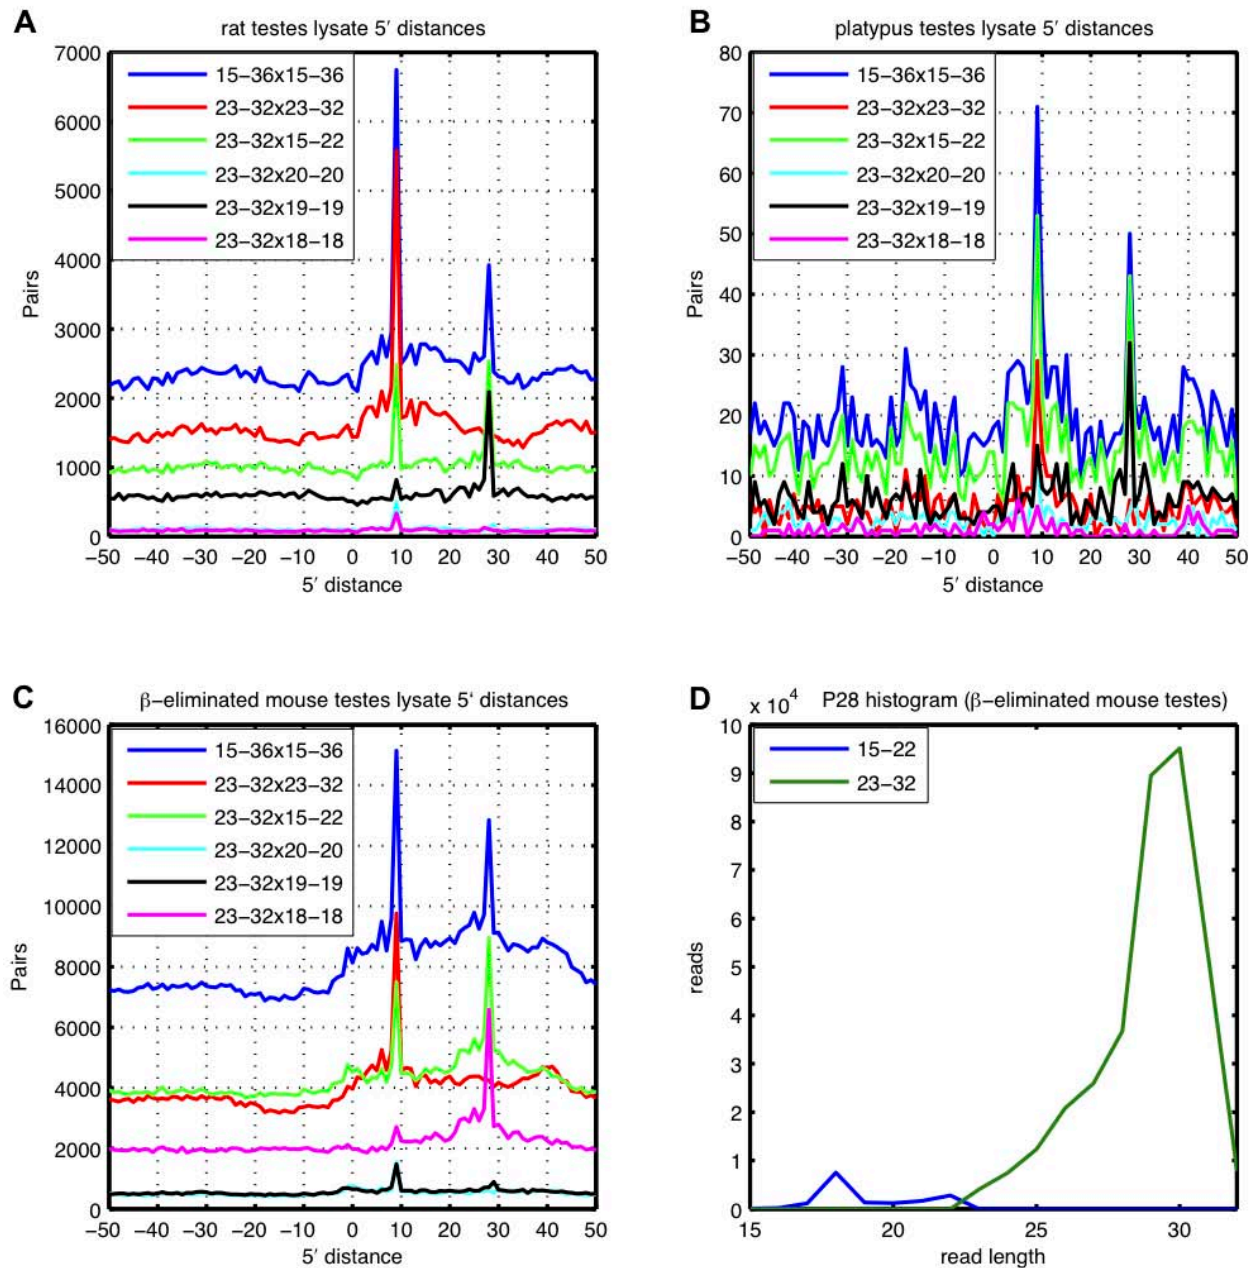 A
rat testes lysate 5′ distances
7000
6000
5000
4000
3000
2000
1000
0
Pairs
15−36x15−36
23−32x23−32
23−32x15−22
23−32x20−20
23−32x19−19
23−32x18−18
−50 −40 −30 −20 −10 0 10 20 30 40 50
5′ distance
B
platypus testes lysate 5′ distances
80
70
60
50
40
30
20
10
0
Pairs
15−36x15−36
23−32x23−32
23−32x15−22
23−32x20−20
23−32x19−19
23−32x18−18
−50 −40 −30 −20 −10 0 10 20 30 40 50
5′ distance
C
β−eliminated mouse testes lysate 5‘ distances
16000
14000
12000
10000
8000
6000
4000
2000
0
Pairs
15−36x15−36
23−32x23−32
23−32x15−22
23−32x20−20
23−32x19−19
23−32x18−18
−50 −40 −30 −20 −10 0 10 20 30 40 50
5′ distance
D
x 10⁴ P28 histogram (β−eliminated mouse testes)
10
9
8
7
6
5
4
3
2
1
0
reads
15−22
23−32
15 20 25 30
read length